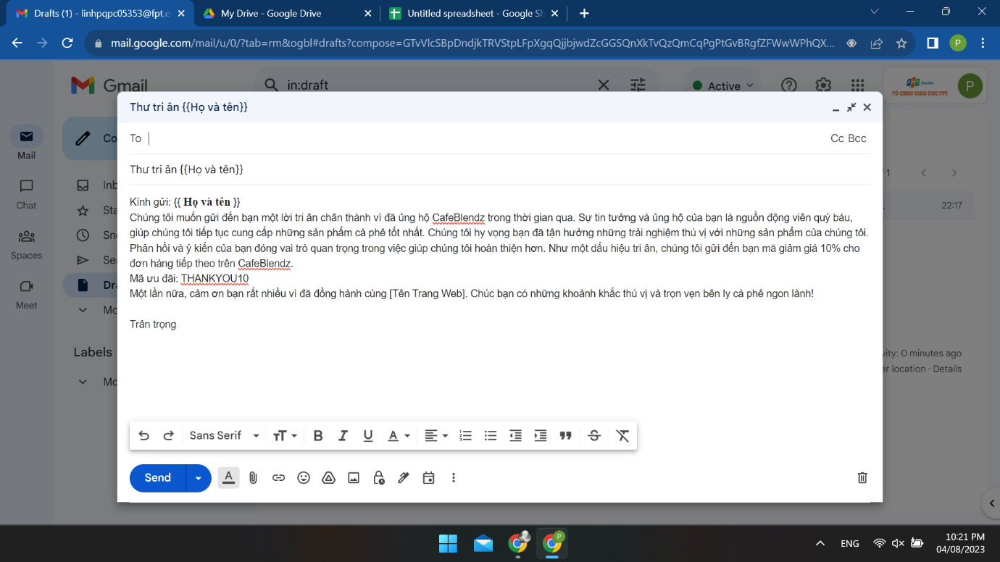 Drafts (1) - linhpqpc05353@fpt.e
My Drive - Google Drive
Untitled spreadsheet - Google Sh
mail.google.com/mail/u/0/?tab=rm&ogbl#drafts?compose=GTvVlcSBpDndjkTRVStpLFpXgqQjjbjwdZcGGSQnXkTvQzQmCqPgPtGvBRgfZFWwWPhQX...
P
Gmail
in:draft
Active
FPT Education
TỔ CHỨC GIÁO DỤC FPT
P
Thư tri ân {{Họ và tên}}
To
Cc Bcc
Thư tri ân {{Họ và tên}}
Kính gửi: {{ Họ và tên }}
Chúng tôi muốn gửi đến bạn một lời tri ân chân thành vì đã ủng hộ CafeBlendz trong thời gian qua. Sự tin tưởng và ủng hộ của bạn là nguồn động viên quý báu,
giúp chúng tôi tiếp tục cung cấp những sản phẩm cà phê tốt nhất. Chúng tôi hy vọng bạn đã tận hưởng những trải nghiệm thú vị với những sản phẩm của chúng tôi.
Phản hồi và ý kiến của bạn đóng vai trò quan trọng trong việc giúp chúng tôi hoàn thiện hơn. Như một dấu hiệu tri ân, chúng tôi gửi đến bạn mã giảm giá 10% cho
đơn hàng tiếp theo trên CafeBlendz.
Mã ưu đãi: THANKYOU10
Một lần nữa, cảm ơn bạn rất nhiều vì đã đồng hành cùng [Tên Trang Web]. Chúc bạn có những khoảnh khắc thú vị và trọn vẹn bên ly cà phê ngon lành!
Trân trọng
Sans Serif
Send
Mail
Chat
Spaces
Meet
Co
Inb
Sta
Sno
Se
Dra
Mo
Labels
Mo
f 1
22:17
vity: 0 minutes ago
er location · Details
P
ENG
10:21 PM
04/08/2023